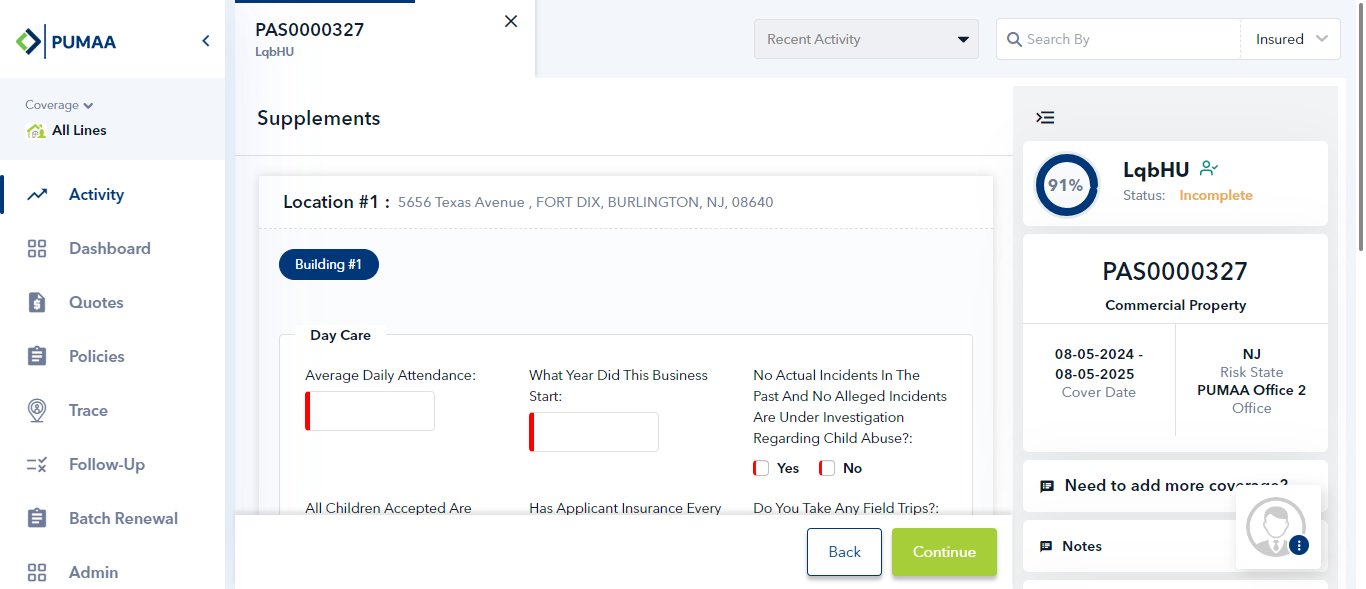 PUMAA
Coverage
All Lines
Activity
Dashboard
Quotes
Policies
Trace
Follow-Up
Batch Renewal
Admin
PAS0000327
LqbHU
Recent Activity
Search By
Insured
Supplements
Location #1 : 5656 Texas Avenue , FORT DIX, BURLINGTON, NJ, 08640
Building #1
Day Care
Average Daily Attendance:
What Year Did This Business
Start:
No Actual Incidents In The
Past And No Alleged Incidents
Are Under Investigation
Regarding Child Abuse?:
Yes No
All Children Accepted Are
Has Applicant Insurance Every
Do You Take Any Field Trips?:
Back
Continue
91%
LqbHU
Status: Incomplete
PAS0000327
Commercial Property
08-05-2024 -
08-05-2025
Cover Date
NJ
Risk State
PUMAA Office 2
Office
Need to add more coverage?
Notes